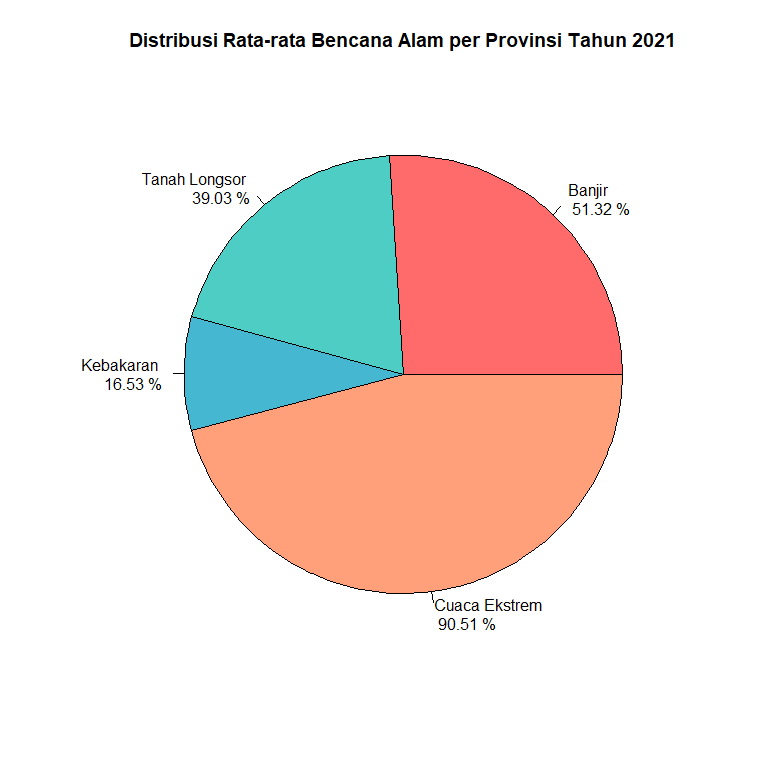 Distribusi Rata-rata Bencana Alam per Provinsi Tahun 2021
Tanah Longsor
39.03 %
Banjir
51.32 %
Kebakaran
16.53 %
Cuaca Ekstrem
90.51 %